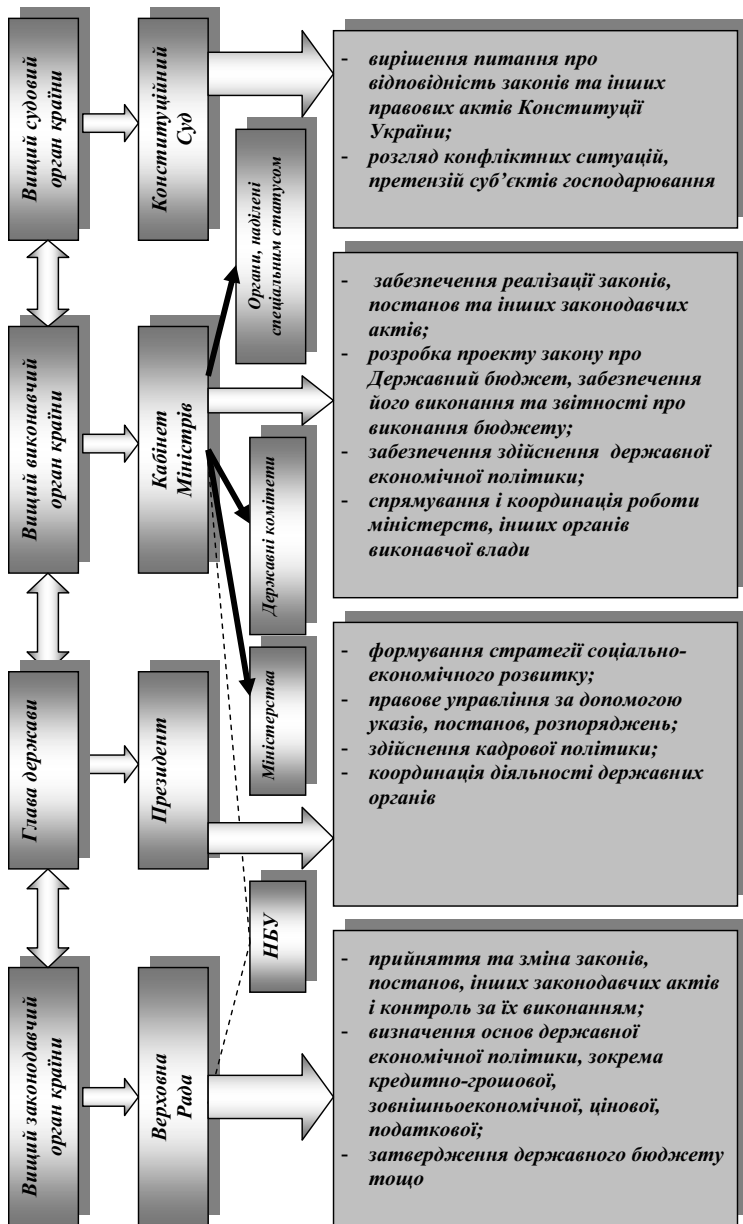 Вищий судовий
орган країни
Конституційний
Суд
- вирішення питання про
відповідність законів та інших
правових актів Конституції
України;
- розгляд конфліктних ситуацій,
претензій суб’єктів господарювання
Вищий виконавчий
орган країни
Кабінет
Міністрів
Органи, наділені
спеціальним статусом
Державні комітети
Міністерства
- забезпечення реалізації законів,
постанов та інших законодавчих
актів;
- розробка проекту закону про
Державний бюджет, забезпечення
його виконання та звітності про
виконання бюджету;
- забезпечення здійснення державної
економічної політики;
- спрямування і координація роботи
міністерств, інших органів
виконавчої влади
Глава держави
Президент
- формування стратегії соціально-
економічного розвитку;
- правове управління за допомогою
указів, постанов, розпоряджень;
- здійснення кадрової політики;
- координація діяльності державних
органів
НБУ
Вищий законодавчий
орган країни
Верховна
Рада
- прийняття та зміна законів,
постанов, інших законодавчих актів
і контроль за їх виконанням;
- визначення основ державної
економічної політики, зокрема
кредитно-грошової,
зовнішньоекономічної, цінової,
податкової;
- затвердження державного бюджету
тощо